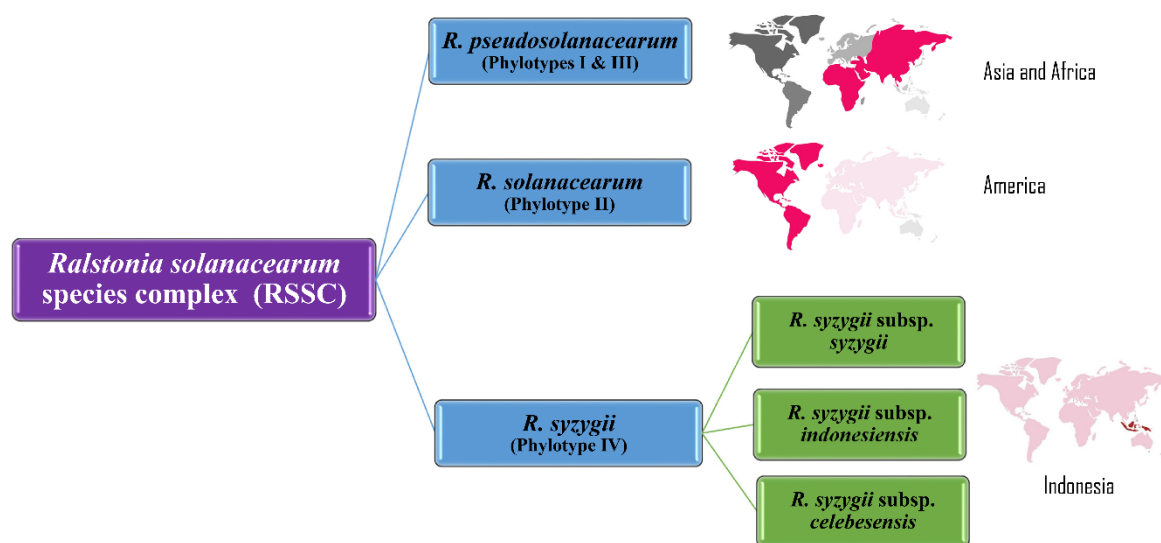 R. pseudosolanacearum
(Phylotypes I & III)
Asia and Africa
R. solanacearum
(Phylotype II)
America
Ralstonia solanacearum
species complex (RSSC)
R. syzygii
(Phylotype IV)
R. syzygii subsp.
syzygii
R. syzygii subsp.
indonesiensis
R. syzygii subsp.
celebesensis
Indonesia